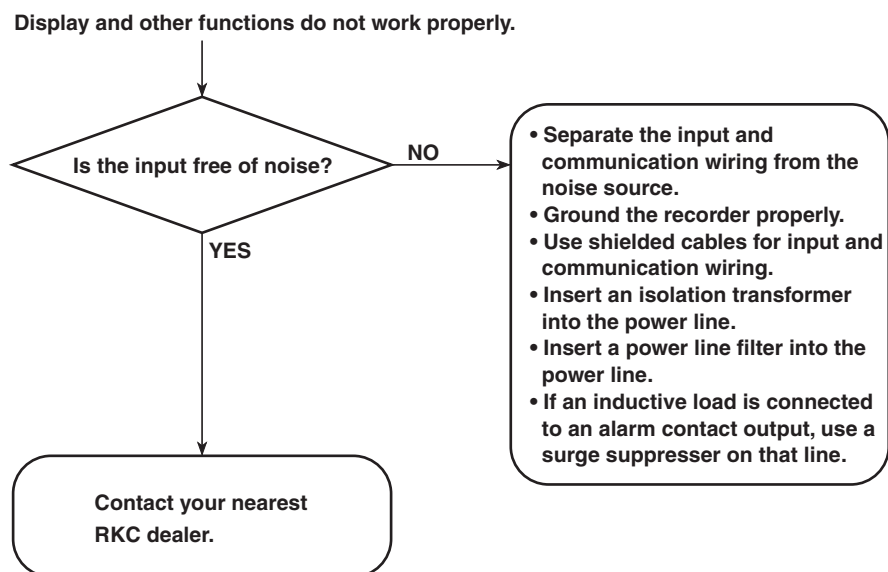 Display and other functions do not work properly.
Is the input free of noise?
NO
YES
• Separate the input and
communication wiring from the
noise source.
• Ground the recorder properly.
• Use shielded cables for input and
communication wiring.
• Insert an isolation transformer
into the power line.
• Insert a power line filter into the
power line.
• If an inductive load is connected
to an alarm contact output, use a
surge suppresser on that line.
Contact your nearest
RKC dealer.